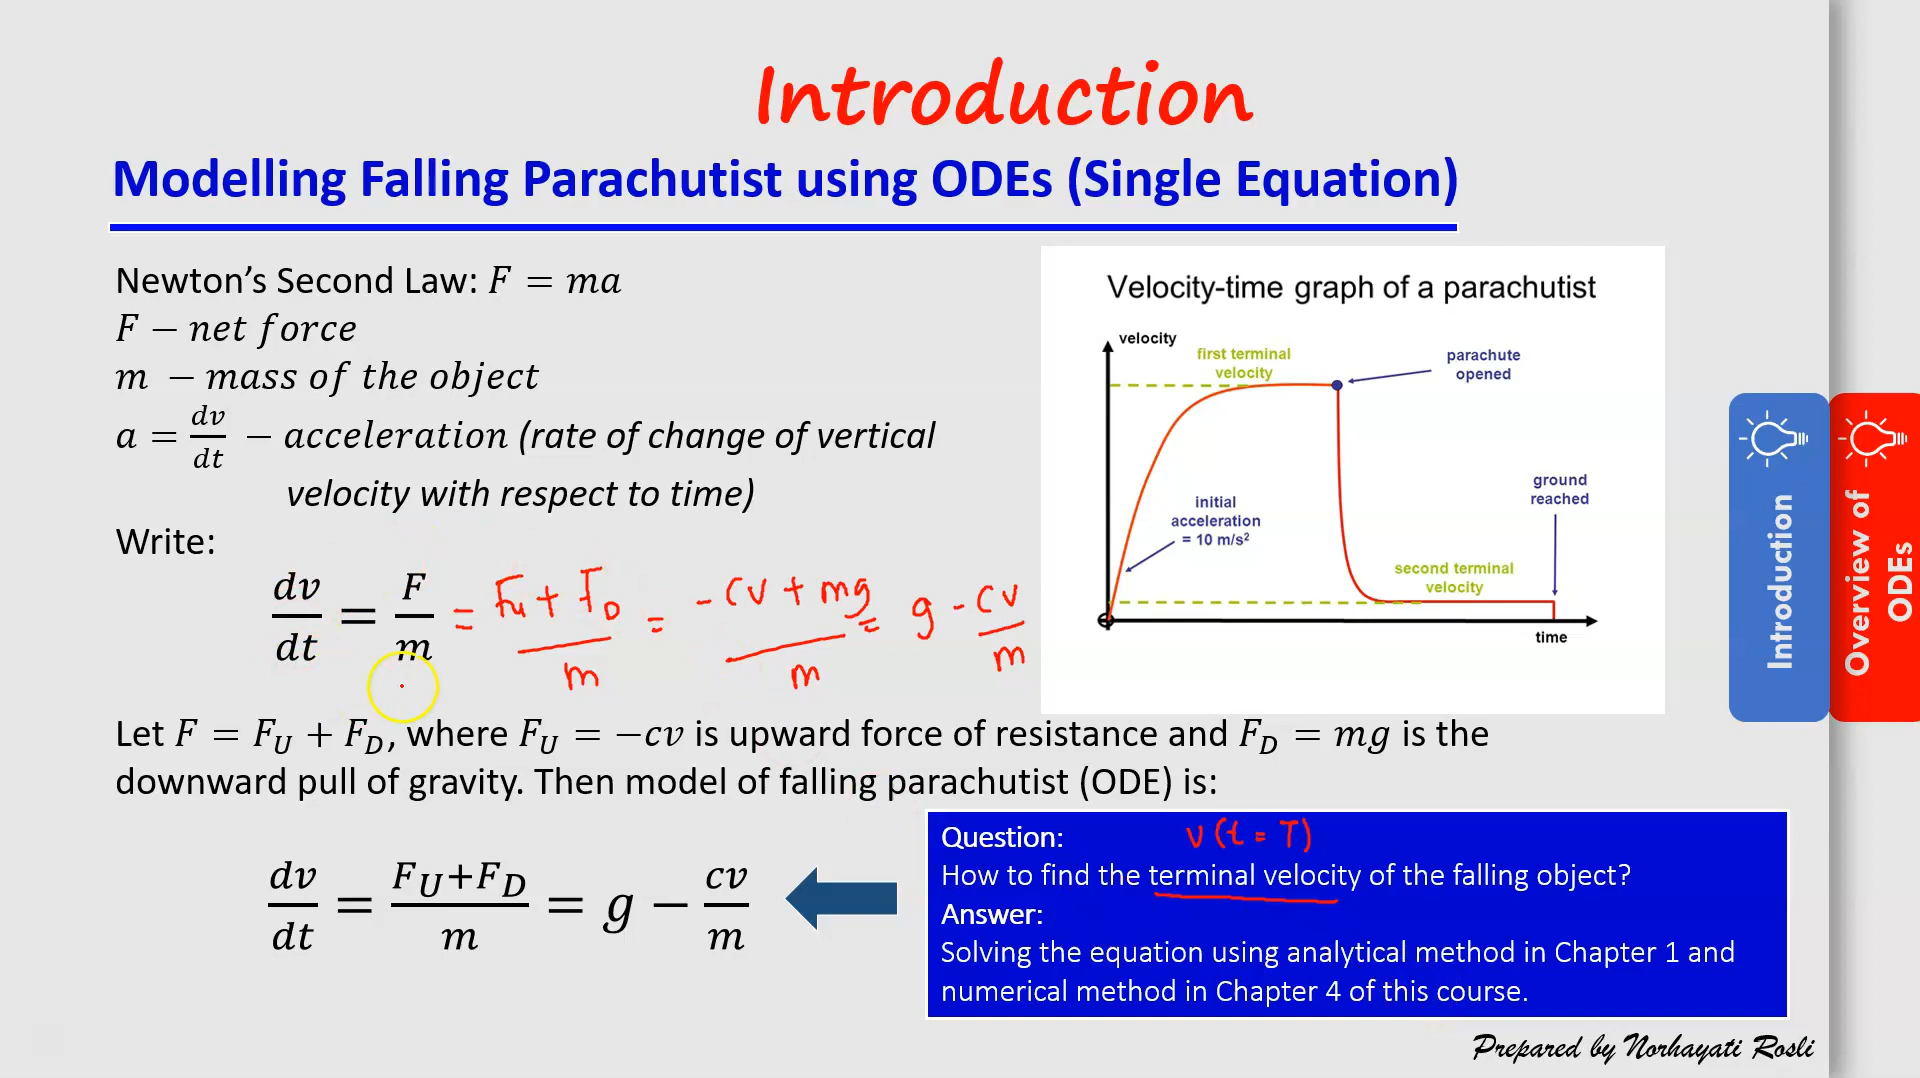 Introduction
Modelling Falling Parachutist using ODEs (Single Equation)
Newton's Second Law: F = ma
F − net force
m − mass of the object
a = dv/dt − acceleration (rate of change of vertical
velocity with respect to time)
Write:
dv/dt = F/m = (Fu + FD)/m = (-cv + mg)/m = g - cv/m
Let F = F_U + F_D, where F_U = −cv is upward force of resistance and F_D = mg is the
downward pull of gravity. Then model of falling parachutist (ODE) is:
dv/dt = (F_U+F_D)/m = g − cv/m
Velocity-time graph of a parachutist
velocity
first terminal
velocity
parachute
opened
initial
acceleration
= 10 m/s²
ground
reached
second terminal
velocity
time
Question:
v(t = T)
How to find the terminal velocity of the falling object?
Answer:
Solving the equation using analytical method in Chapter 1 and
numerical method in Chapter 4 of this course.
Introduction
Overview of
ODEs
Prepared by Norhayati Rosli